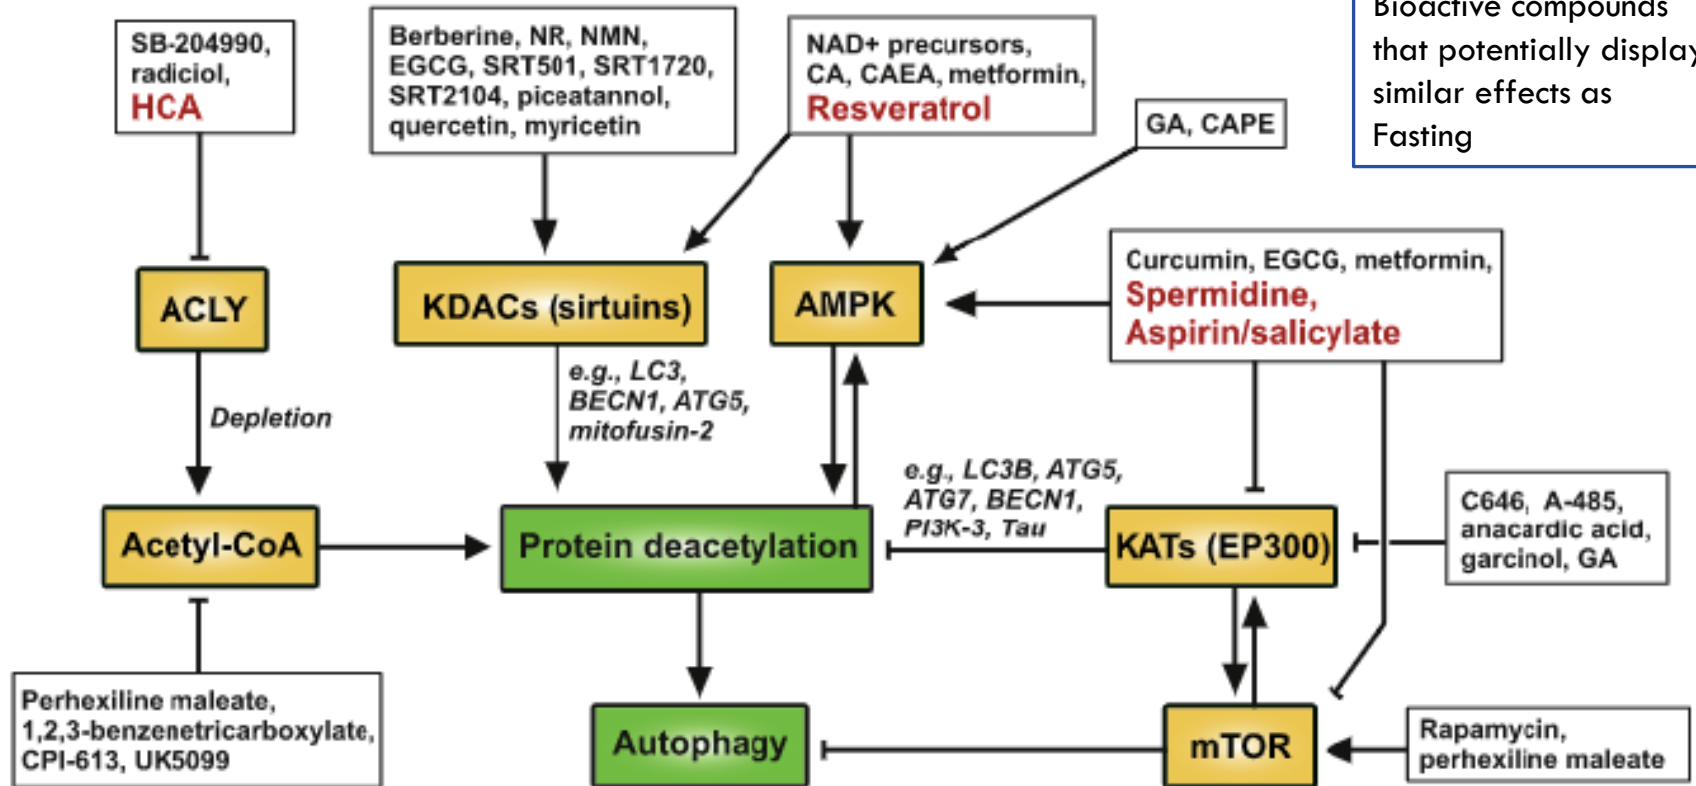 SB-204990,
radiciol,
HCA
Berberine, NR, NMN,
EGCG, SRT501, SRT1720,
SRT2104, piceatannol,
quercetin, myricetin
NAD+ precursors,
CA, CAEA, metformin,
Resveratrol
GA, CAPE
Bioactive compounds
that potentially display
similar effects as
Fasting
Curcumin, EGCG, metformin,
Spermidine,
Aspirin/salicylate
ACLY
KDACs (sirtuins)
AMPK
Depletion
e.g., LC3,
BECN1, ATG5,
mitofusin-2
e.g., LC3B, ATG5,
ATG7, BECN1,
PI3K-3, Tau
Acetyl-CoA
Protein deacetylation
KATs (EP300)
C646, A-485,
anacardic acid,
garcinol, GA
Perhexiline maleate,
1,2,3-benzenetricarboxylate,
CPI-613, UK5099
Autophagy
mTOR
Rapamycin,
perhexiline maleate